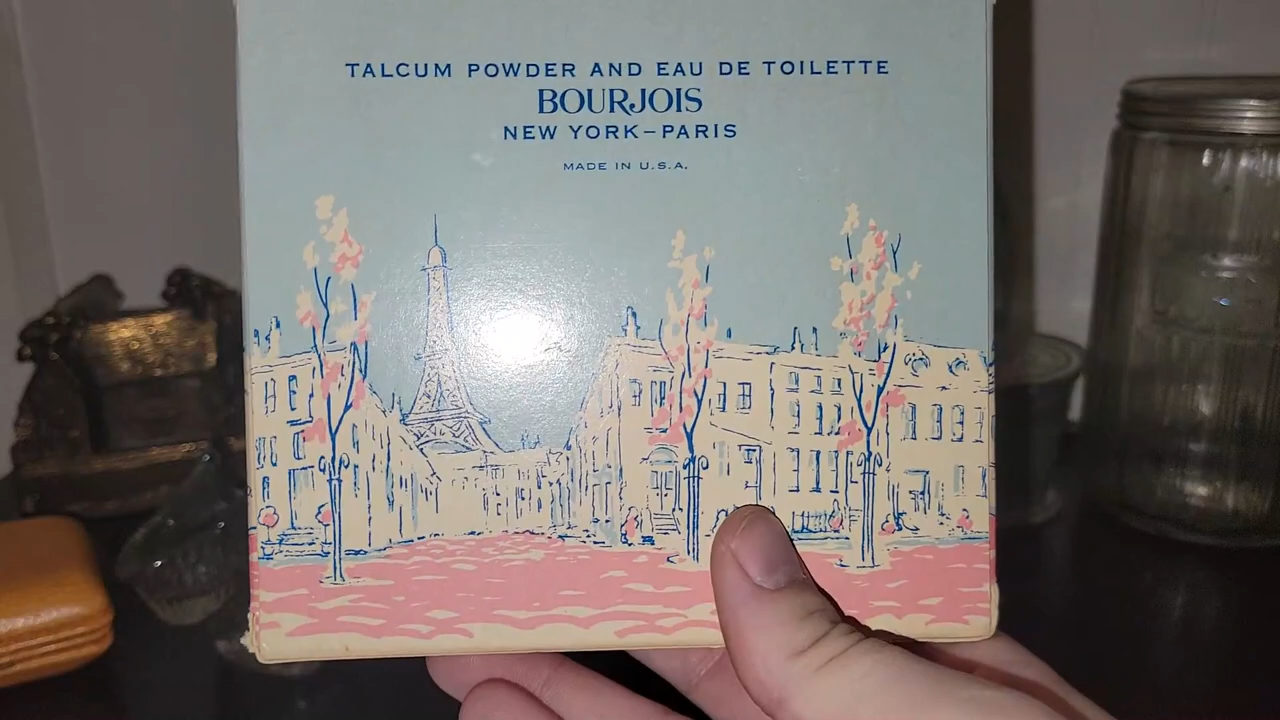 TALCUM POWDER AND EAU DE TOILETTE
BOURJOIS
NEW YORK–PARIS
MADE IN U.S.A.